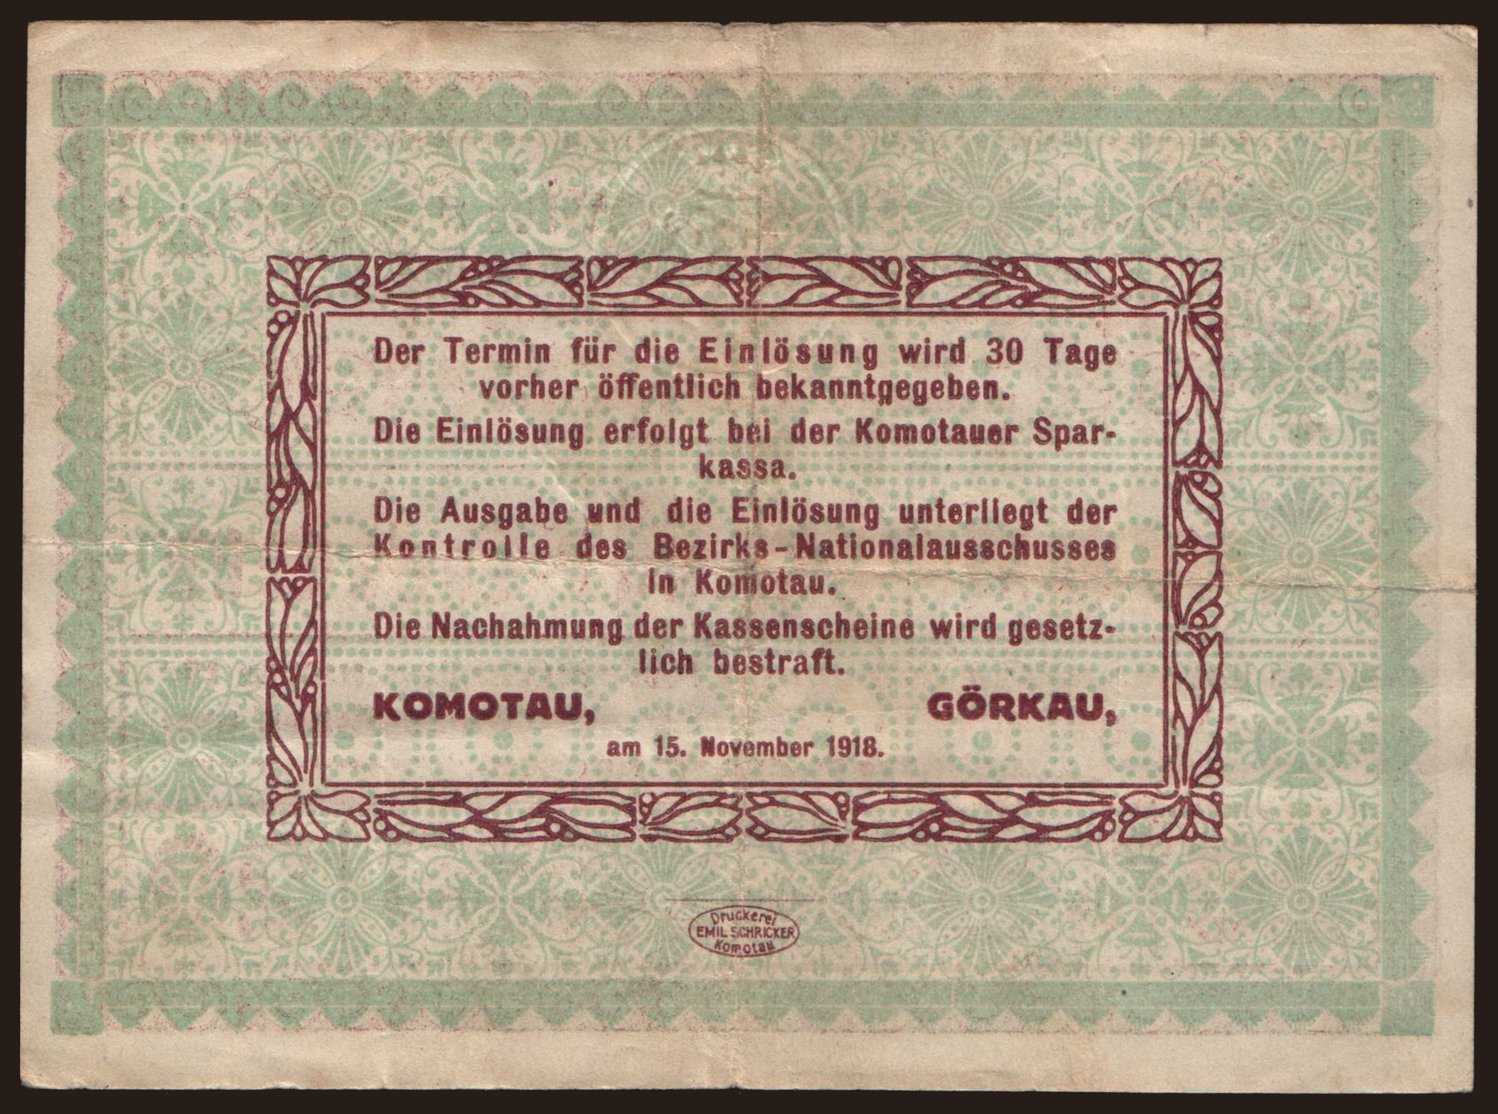 Der Termin für die Einlösung wird 30 Tage
vorher öffentlich bekanntgegeben.
Die Einlösung erfolgt bei der Komotauer Spar-
kassa.
Die Ausgabe und die Einlösung unterliegt der
Kontrolle des Bezirks-Nationalausschusses
in Komotau.
Die Nachahmung der Kassenscheine wird gesetz-
lich bestraft.
KOMOTAU, GÖRKAU,
am 15. November 1918.
Druckerei
EMIL SCHRICKER
Komotau